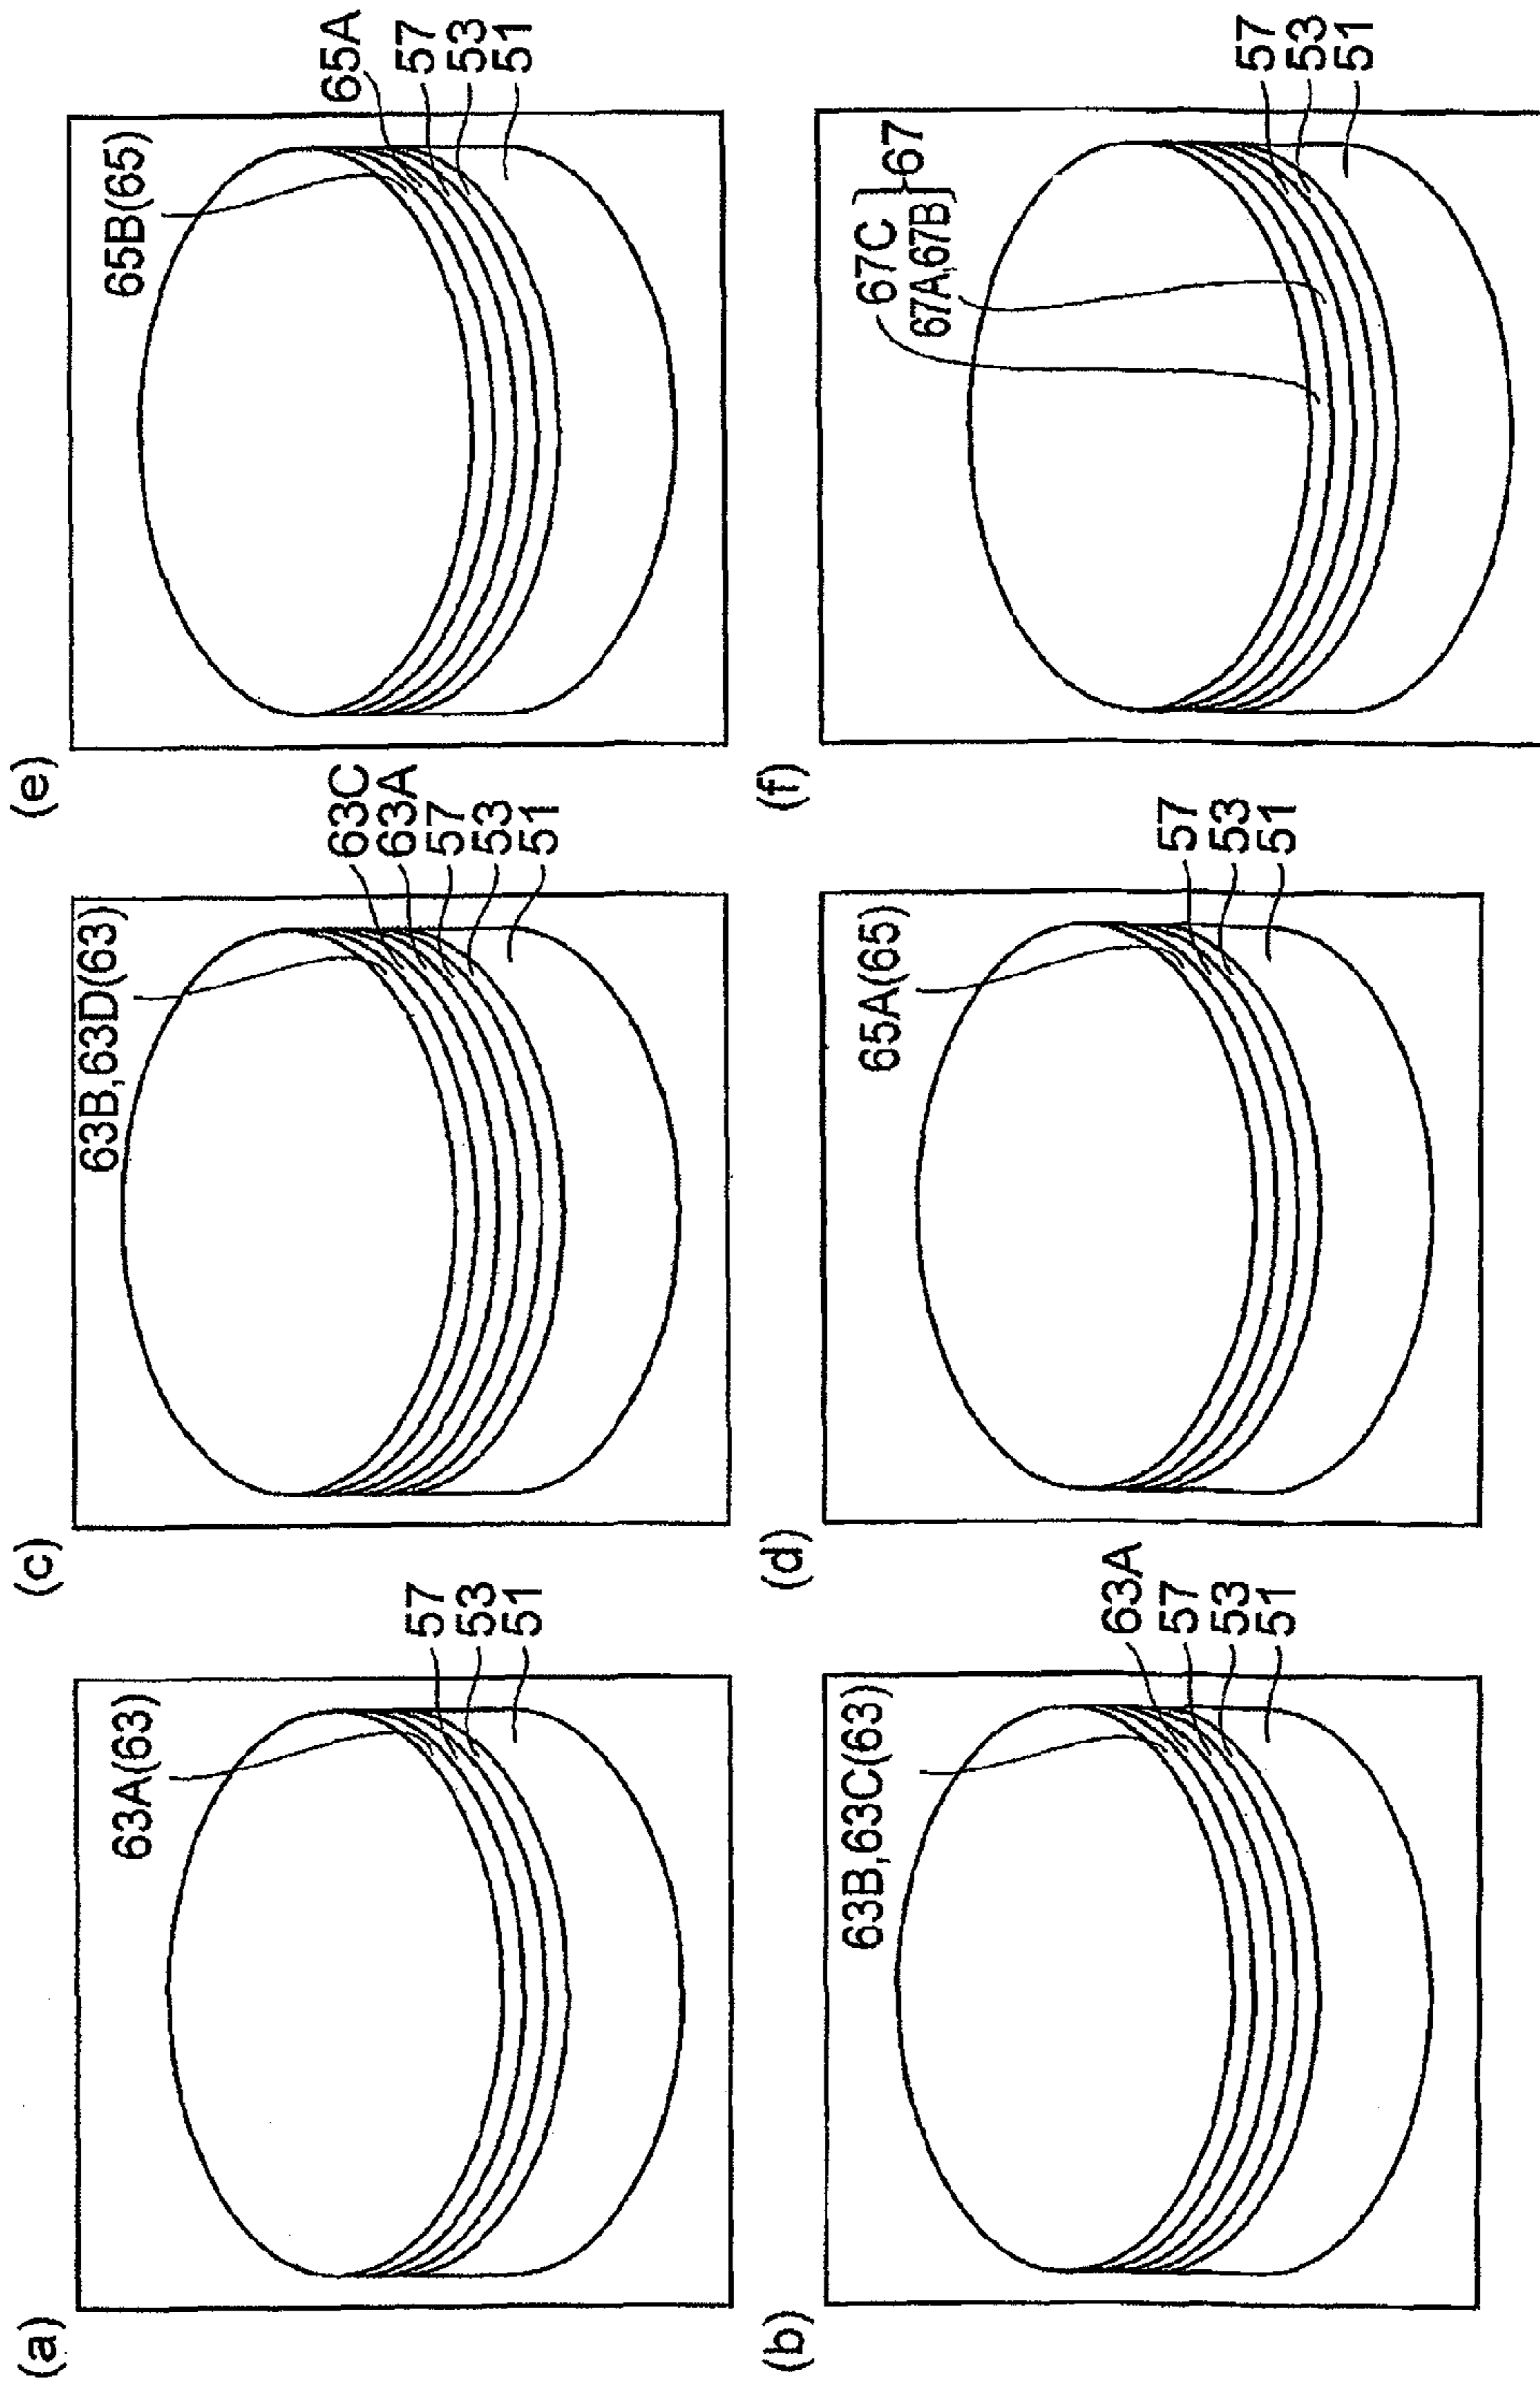 (a)
63A(63)
57
53
51
(b)
63B,63C(63)
63A
57
53
51
(c)
63B,63D(63)
63C
63A
57
53
51
(d)
65A(65)
57
53
51
(e)
65B(65)
65A
57
53
51
(f)
67C
67A,67B
67
57
53
51